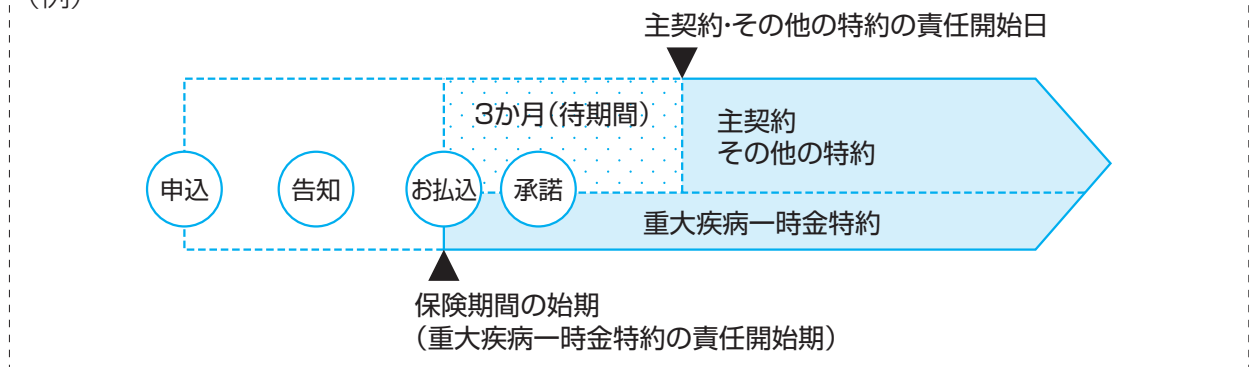 （例）
主契約・その他の特約の責任開始日
3か月（待期間）
主契約
その他の特約
申込
告知
お払込
承諾
重大疾病一時金特約
保険期間の始期
（重大疾病一時金特約の責任開始期）